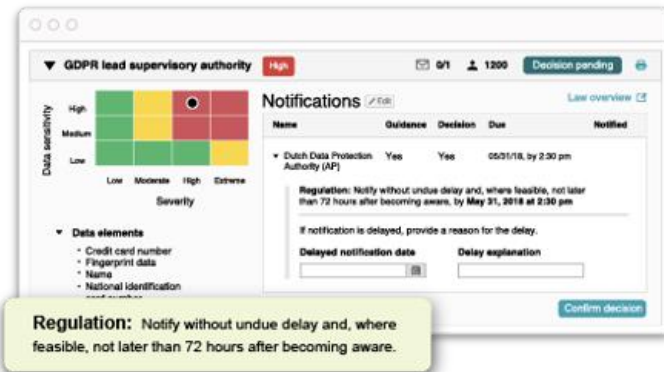 GDPR lead supervisory authority High 0/1 1200 Decision pending
Notifications Edit Law overview
Data sensitivity
High
Medium
Low
Low Moderate High Extreme
Severity
Data elements
Credit card number
Fingerprint data
Name
National identification
Name Guidance Decision Due Notified
Dutch Data Protection Authority (AP) Yes Yes 05/31/18, by 2:30 pm
Regulation: Notify without undue delay and, where feasible, not later
than 72 hours after becoming aware, by May 31, 2018 at 2:30 pm
If notification is delayed, provide a reason for the delay.
Delayed notification date Delay explanation
Confirm decision
Regulation: Notify without undue delay and, where
feasible, not later than 72 hours after becoming aware.